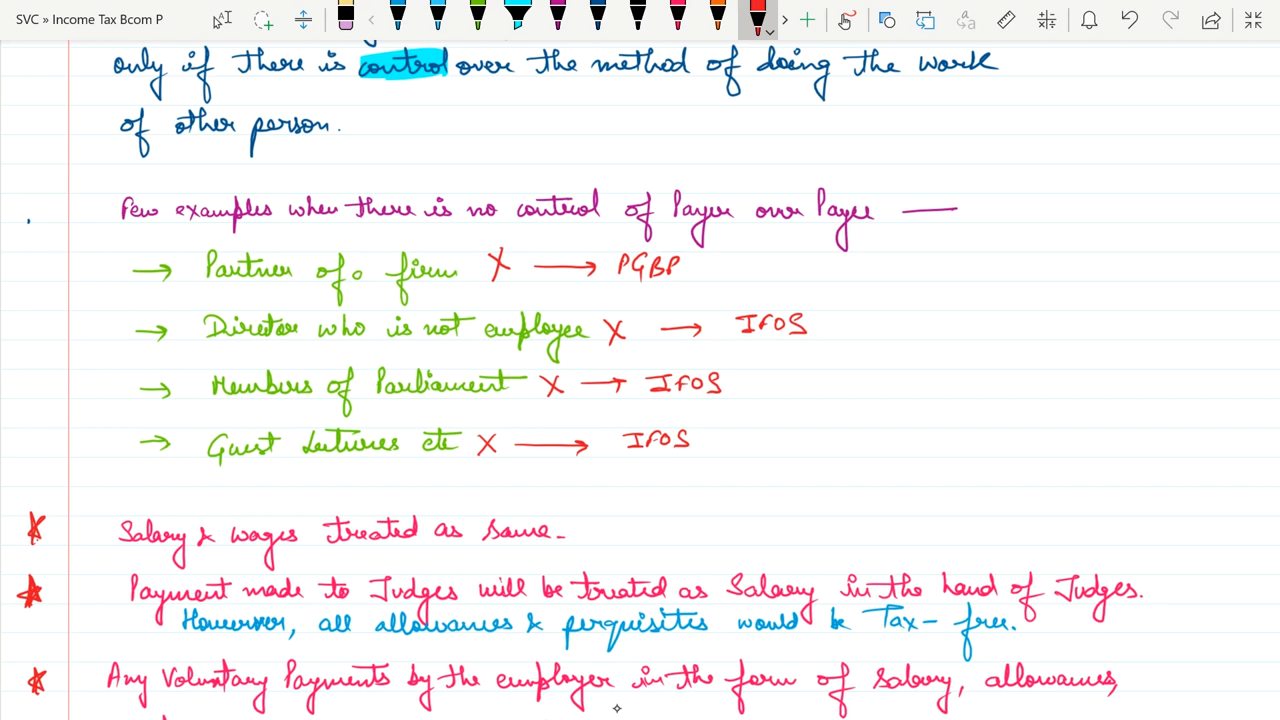 SVC » Income Tax Bcom P
only if there is control over the method of doing the work
of other person.
Few examples when there is no control of Payer over Payee —
→ Partner of firm X → PGBP
→ Director who is not employee X → IFOS
→ Members of Parliament X → IFOS
→ Guest Lectures etc X → IFOS
Salary & wages treated as same.
Payment made to Judges will be treated as Salary in the hand of Judges.
However, all allowances & perquisites would be Tax-free.
Any Voluntary Payments by the employer in the form of salary, allowances,